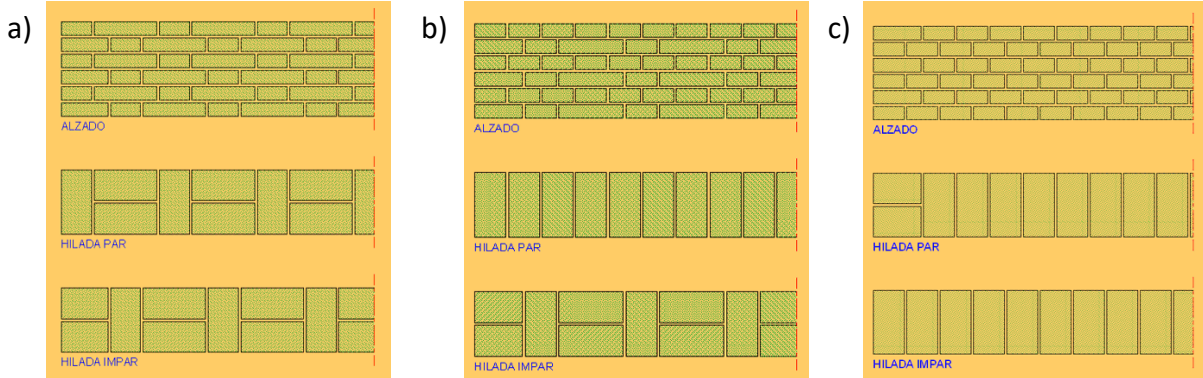 a)
ALZADO
HILADA PAR
HILADA IMPAR
b)
ALZADO
HILADA PAR
HILADA IMPAR
c)
ALZADO
HILADA PAR
HILADA IMPAR